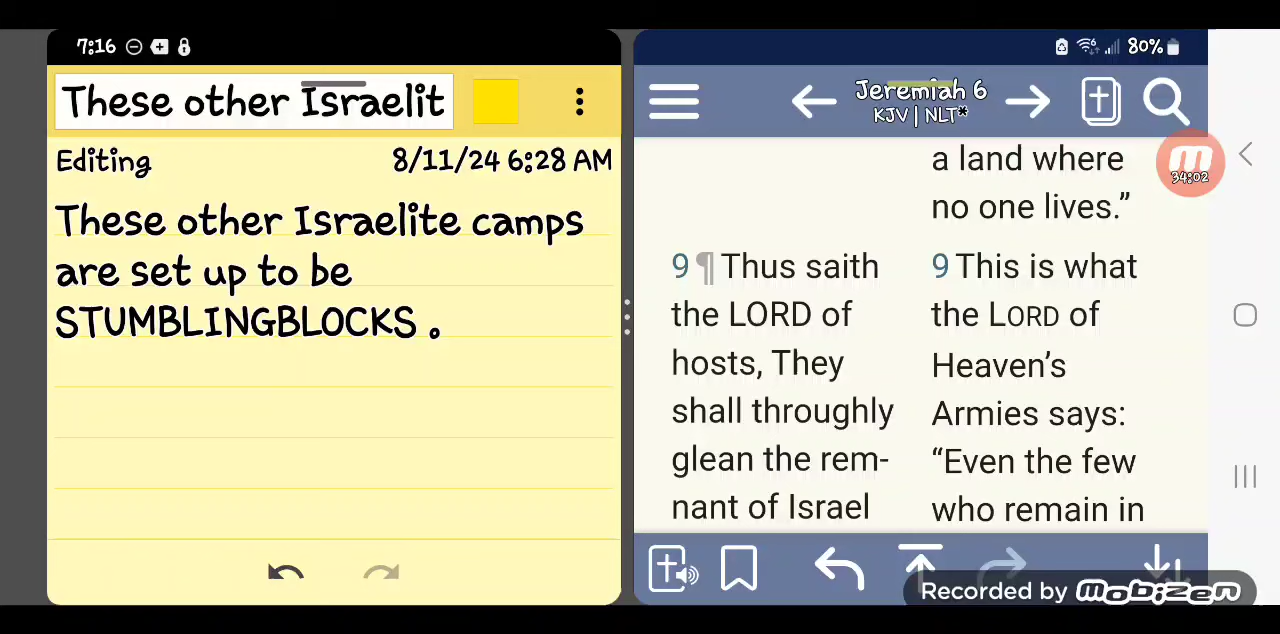 7:16
These other Israelit
Editing
8/11/24 6:28 AM
These other Israelite camps
are set up to be
STUMBLINGBLOCKS .
80%
Jeremiah 6
KJV | NLT*
34:02
9 ¶ Thus saith
the LORD of
hosts, They
shall throughly
glean the rem-
nant of Israel
a land where
no one lives.”
9 This is what
the LORD of
Heaven’s
Armies says:
“Even the few
who remain in
Recorded by MOBIZEN